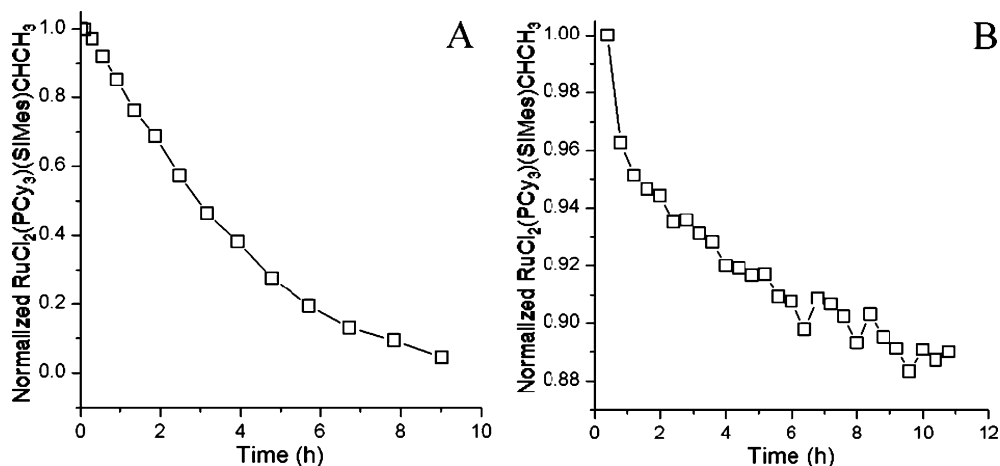 A
Normalized RuCl₂(PCy₃)(SIMes)CHCH₃
1.0
0.8
0.6
0.4
0.2
0.0
0 2 4 6 8 10
Time (h)
B
Normalized RuCl₂(PCy₃)(SIMes)CHCH₃
1.00
0.98
0.96
0.94
0.92
0.90
0.88
0 2 4 6 8 10 12
Time (h)